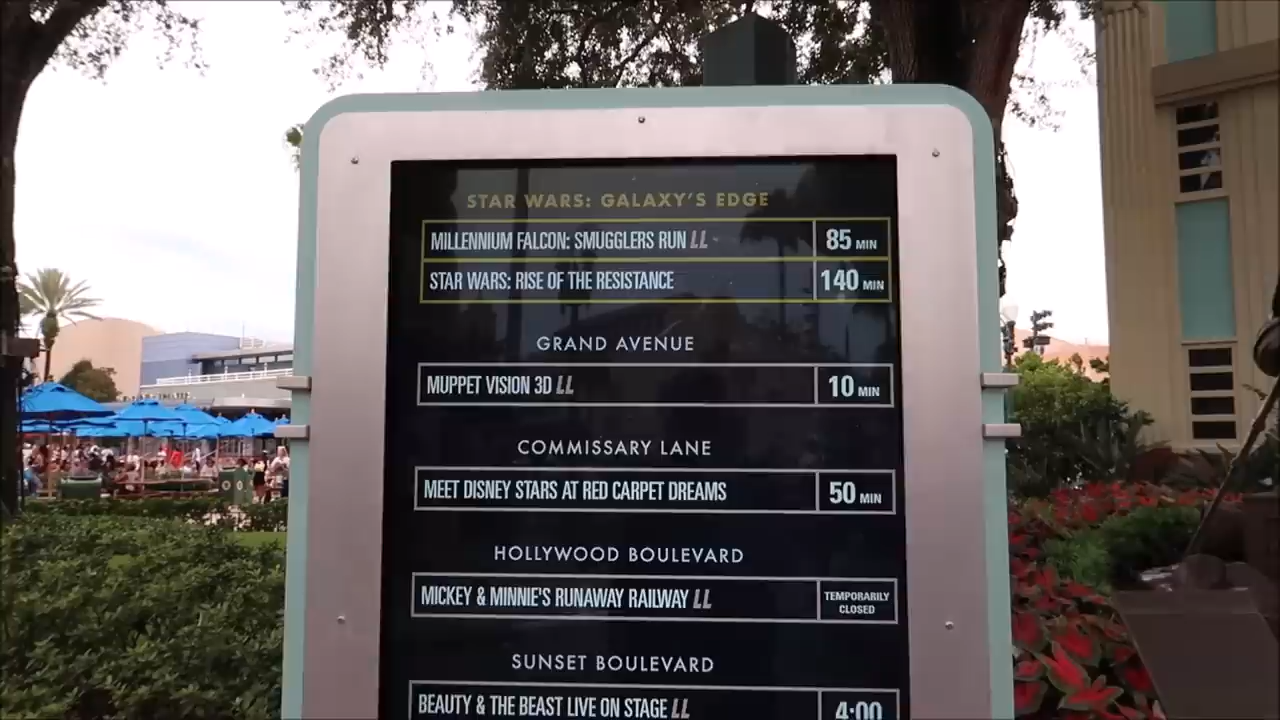 STAR WARS: GALAXY'S EDGE
MILLENNIUM FALCON: SMUGGLERS RUN LL 85 MIN
STAR WARS: RISE OF THE RESISTANCE 140 MIN
GRAND AVENUE
MUPPET VISION 3D LL 10 MIN
COMMISSARY LANE
MEET DISNEY STARS AT RED CARPET DREAMS 50 MIN
HOLLYWOOD BOULEVARD
MICKEY & MINNIE'S RUNAWAY RAILWAY LL TEMPORARILY
CLOSED
SUNSET BOULEVARD
BEAUTY & THE BEAST LIVE ON STAGE LL 4:00